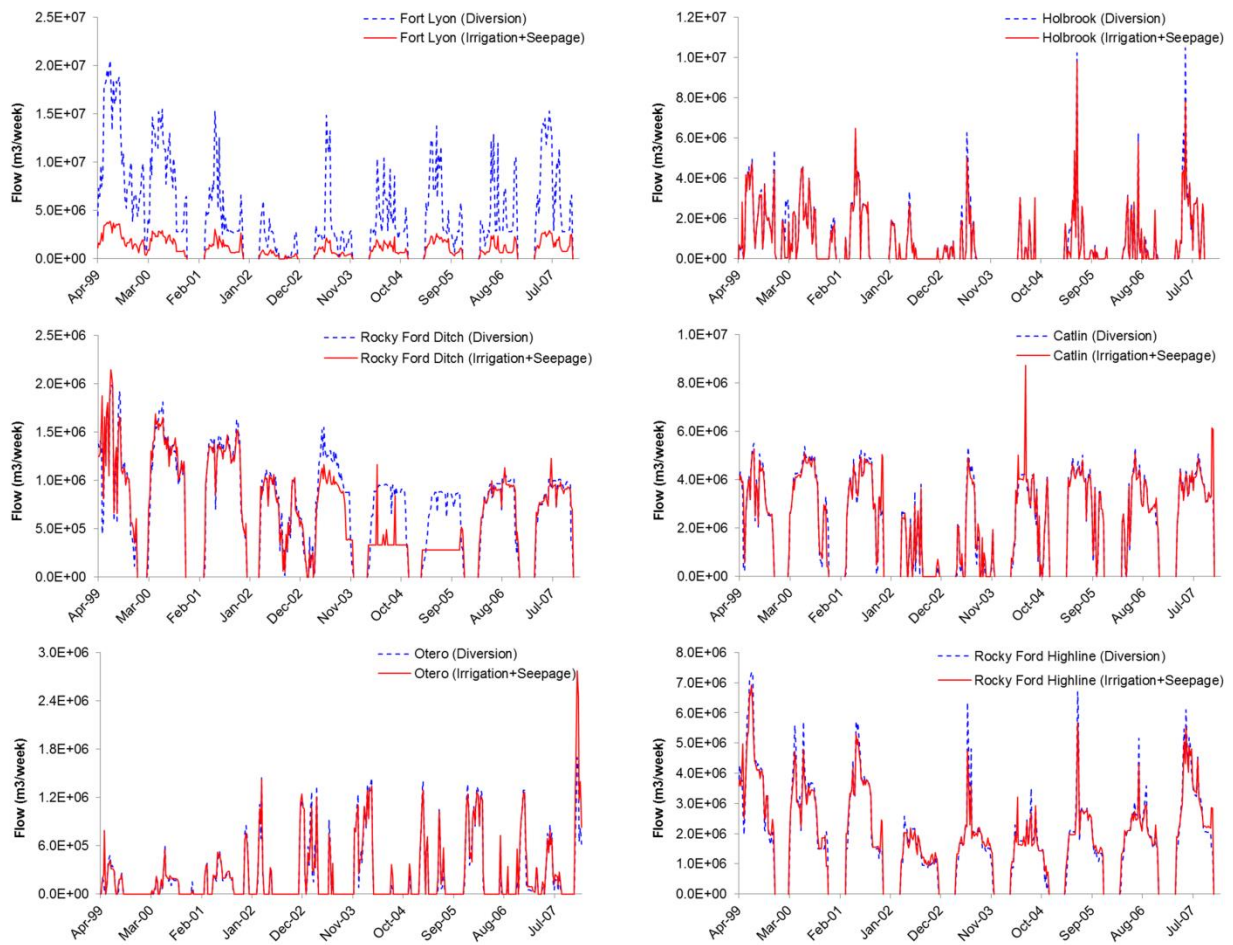 Fort Lyon (Diversion)
Fort Lyon (Irrigation+Seepage)
Flow (m3/week)
2.5E+07
2.0E+07
1.5E+07
1.0E+07
5.0E+06
0.0E+00
Apr-99
Mar-00
Feb-01
Jan-02
Dec-02
Nov-03
Oct-04
Sep-05
Aug-06
Jul-07
Holbrook (Diversion)
Holbrook (Irrigation+Seepage)
Flow (m3/week)
1.2E+07
1.0E+07
8.0E+06
6.0E+06
4.0E+06
2.0E+06
0.0E+00
Apr-99
Mar-00
Feb-01
Jan-02
Dec-02
Nov-03
Oct-04
Sep-05
Aug-06
Jul-07
Rocky Ford Ditch (Diversion)
Rocky Ford Ditch (Irrigation+Seepage)
Flow (m3/week)
2.5E+06
2.0E+06
1.5E+06
1.0E+06
5.0E+05
0.0E+00
Apr-99
Mar-00
Feb-01
Jan-02
Dec-02
Nov-03
Oct-04
Sep-05
Aug-06
Jul-07
Catlin (Diversion)
Catlin (Irrigation+Seepage)
Flow (m3/week)
1.0E+07
8.0E+06
6.0E+06
4.0E+06
2.0E+06
0.0E+00
Apr-99
Mar-00
Feb-01
Jan-02
Dec-02
Nov-03
Oct-04
Sep-05
Aug-06
Jul-07
Otero (Diversion)
Otero (Irrigation+Seepage)
Flow (m3/week)
3.0E+06
2.4E+06
1.8E+06
1.2E+06
6.0E+05
0.0E+00
Apr-99
Mar-00
Feb-01
Jan-02
Dec-02
Nov-03
Oct-04
Sep-05
Aug-06
Jul-07
Rocky Ford Highline (Diversion)
Rocky Ford Highline (Irrigation+Seepage)
Flow (m3/week)
8.0E+06
7.0E+06
6.0E+06
5.0E+06
4.0E+06
3.0E+06
2.0E+06
1.0E+06
0.0E+00
Apr-99
Mar-00
Feb-01
Jan-02
Dec-02
Nov-03
Oct-04
Sep-05
Aug-06
Jul-07